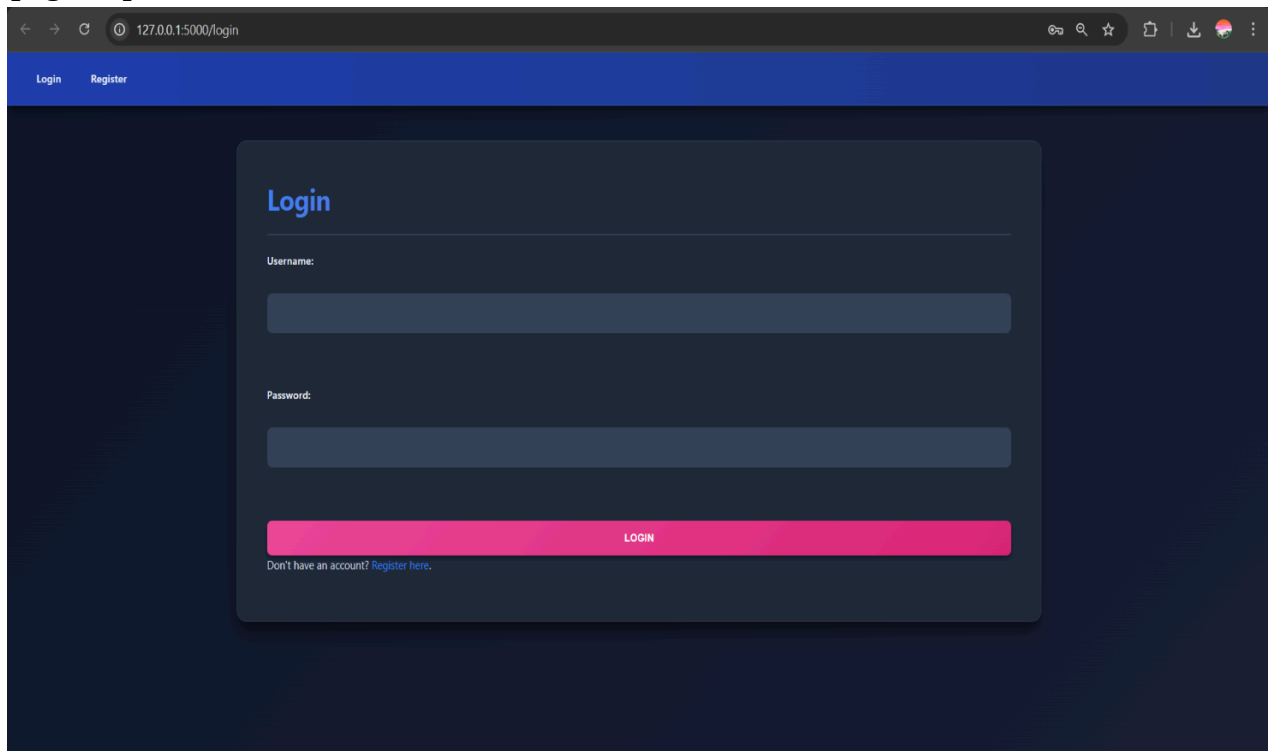 127.0.0.1:5000/login
Login Register
Login
Username:
Password:
LOGIN
Don't have an account? Register here.